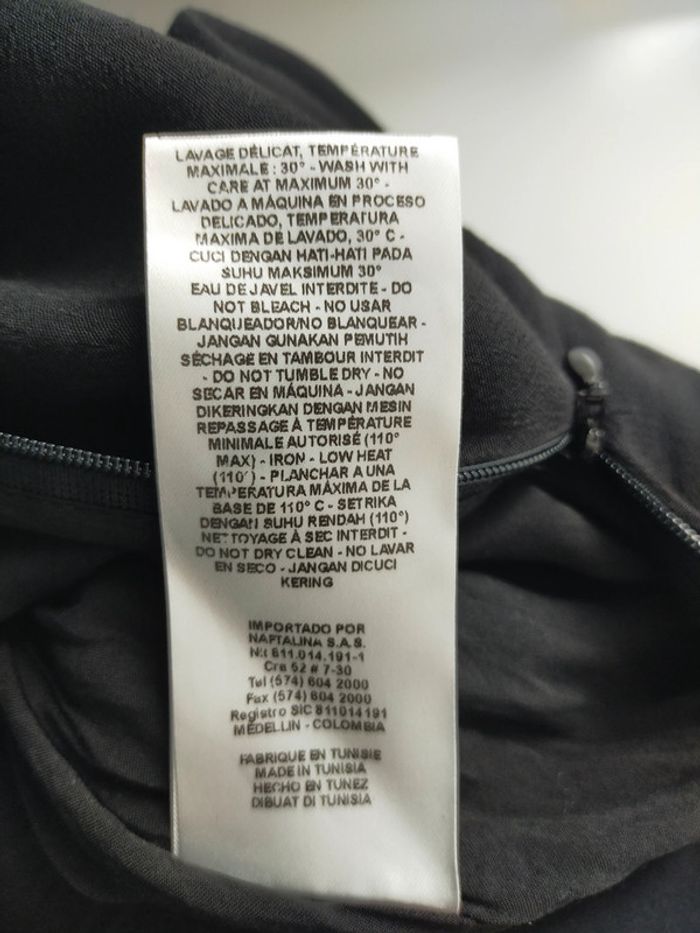 LAVAGE DÉLICAT, TEMPÉRATURE
MAXIMALE : 30° - WASH WITH
CARE AT MAXIMUM 30° -
LAVADO A MÁQUINA EN PROCESO
DELICADO, TEMPERATURA
MAXIMA DE LAVADO, 30° C -
CUCI DENGAN HATI-HATI PADA
SUHU MAKSIMUM 30°
EAU DE JAVEL INTERDITE - DO
NOT BLEACH - NO USAR
BLANQUEADOR/NO BLANQUEAR -
JANGAN GUNAKAN PEMUTIH
SÉCHAGE EN TAMBOUR INTERDIT
- DO NOT TUMBLE DRY - NO
SECAR EN MÁQUINA - JANGAN
DIKERINGKAN DENGAN MESIN
REPASSAGE À TEMPÉRATURE
MINIMALE AUTORISÉ (110°
MAX) - IRON - LOW HEAT
(110°) - PLANCHAR A UNA
TEMPERATURA MÁXIMA DE LA
BASE DE 110° C - SETRIKA
DENGAN SUHU RENDAH (110°)
NETTOYAGE À SEC INTERDIT -
DO NOT DRY CLEAN - NO LAVAR
EN SECO - JANGAN DICUCI
KERING
IMPORTADO POR
NAFTALINA S.A.S.
Nit 811.014.191-1
Cra 52 # 7-30
Tel (574) 604 2000
Fax (574) 604 2000
Registro SIC 811014191
MEDELLIN - COLOMBIA
FABRIQUE EN TUNISIE
MADE IN TUNISIA
HECHO EN TUNEZ
DIBUAT DI TUNISIA